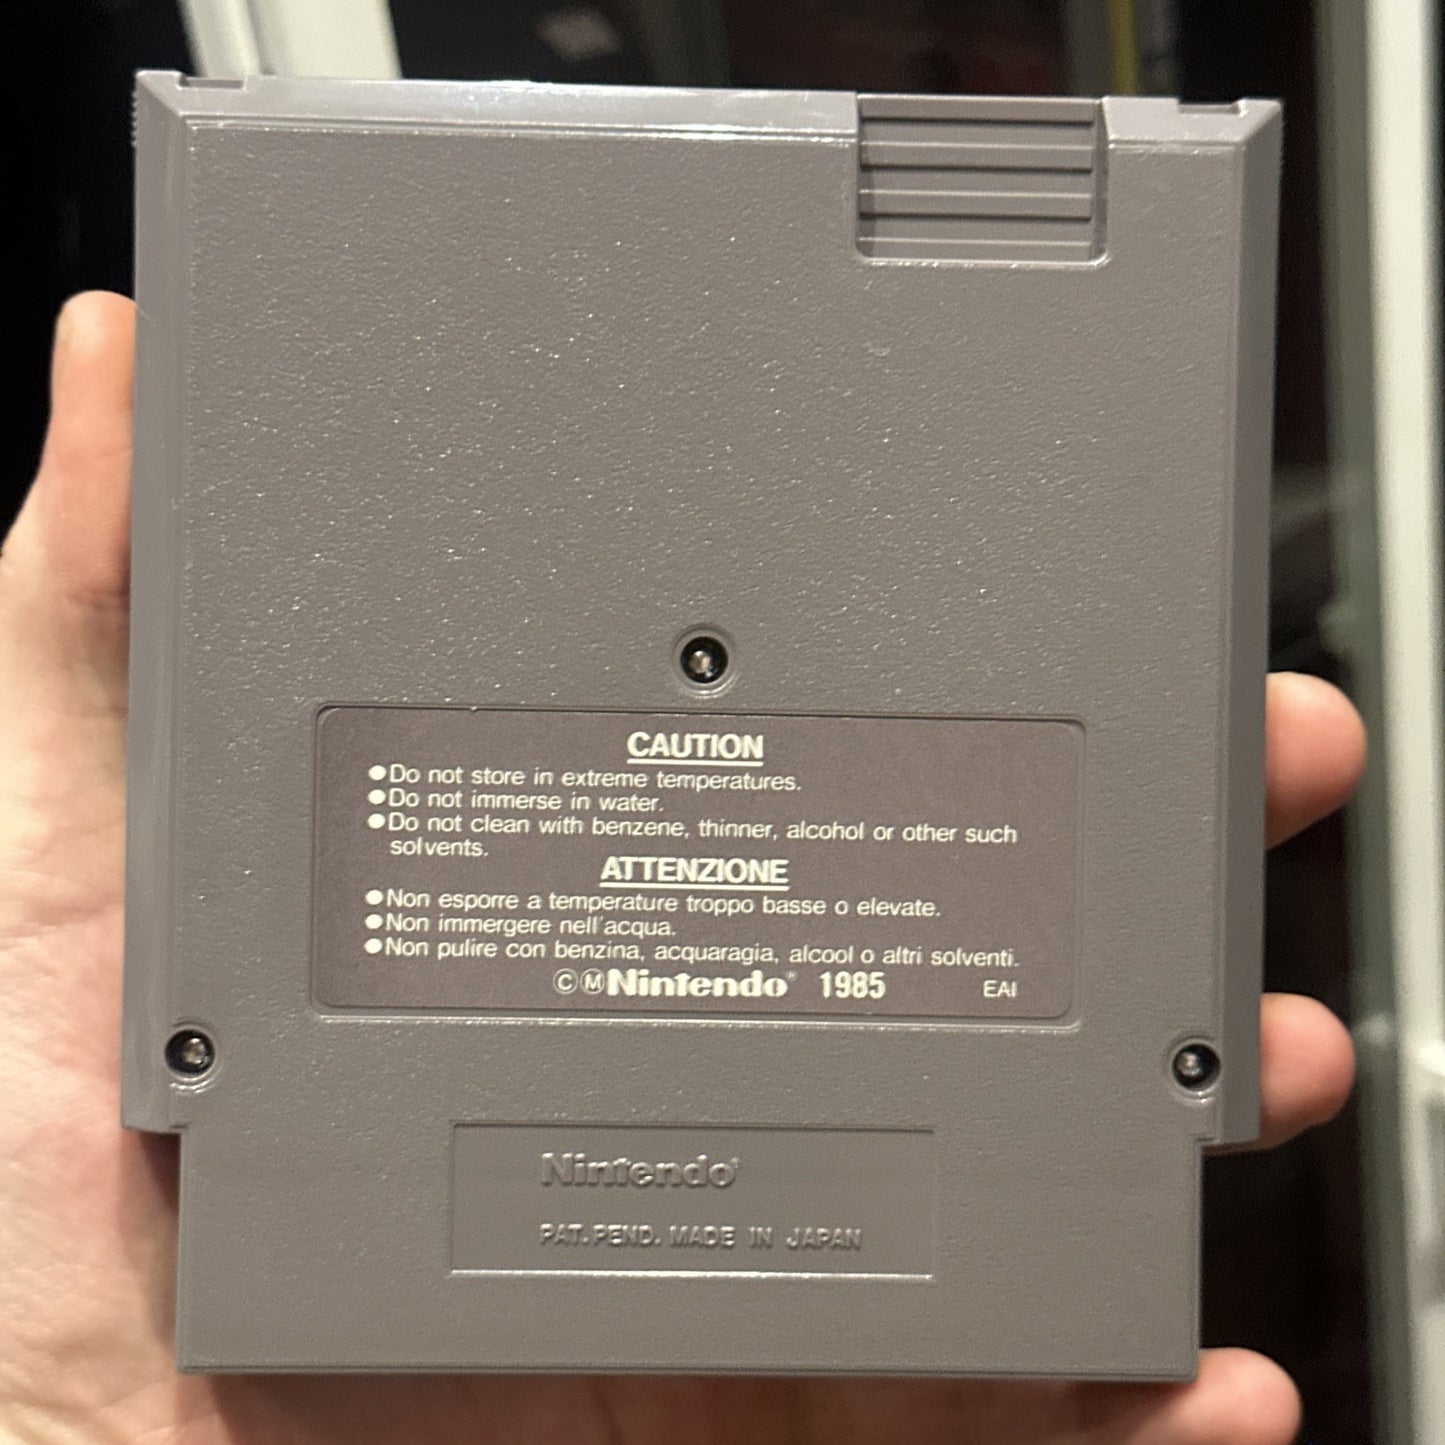 CAUTION
●Do not store in extreme temperatures.
●Do not immerse in water.
●Do not clean with benzene, thinner, alcohol or other such
solvents.
ATTENZIONE
●Non esporre a temperature troppo basse o elevate.
●Non immergere nell'acqua.
●Non pulire con benzina, acquaragia, alcool o altri solventi.
ⒸⓂNintendo® 1985 EAI
Nintendo®
PAT. PEND. MADE IN JAPAN